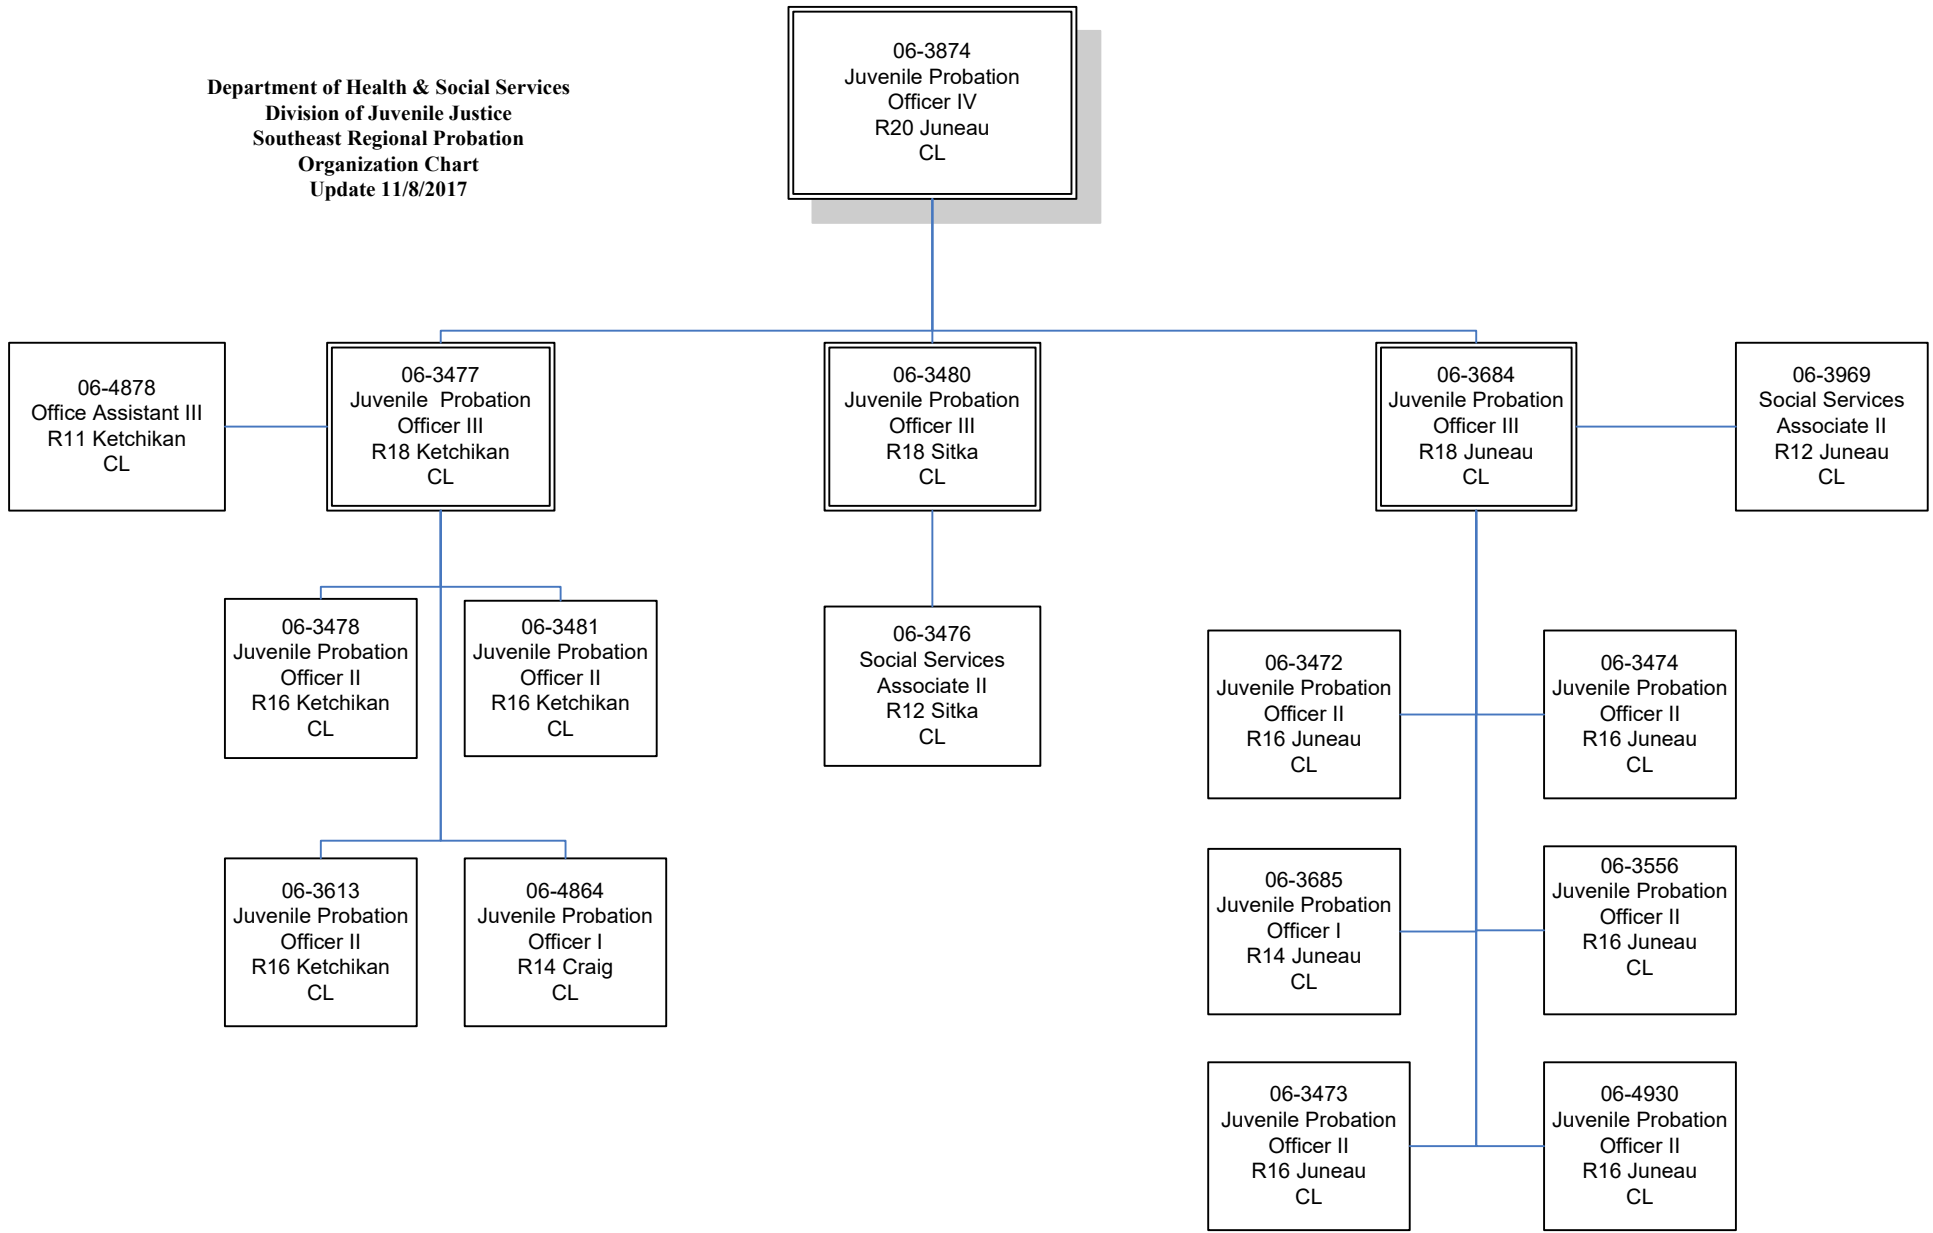 Department of Health & Social Services
Division of Juvenile Justice
Southeast Regional Probation
Organization Chart
Update 11/8/2017
06-3874
Juvenile Probation
Officer IV
R20 Juneau
CL
06-4878
Office Assistant III
R11 Ketchikan
CL
06-3477
Juvenile  Probation
Officer III
R18 Ketchikan
CL
06-3480
Juvenile Probation
Officer III
R18 Sitka
CL
06-3684
Juvenile Probation
Officer III
R18 Juneau
CL
06-3969
Social Services
Associate II
R12 Juneau
CL
06-3478
Juvenile Probation
Officer II
R16 Ketchikan
CL
06-3481
Juvenile Probation
Officer II
R16 Ketchikan
CL
06-3476
Social Services
Associate II
R12 Sitka
CL
06-3472
Juvenile Probation
Officer II
R16 Juneau
CL
06-3474
Juvenile Probation
Officer II
R16 Juneau
CL
06-3613
Juvenile Probation
Officer II
R16 Ketchikan
CL
06-4864
Juvenile Probation
Officer I
R14 Craig
CL
06-3685
Juvenile Probation
Officer I
R14 Juneau
CL
06-3556
Juvenile Probation
Officer II
R16 Juneau
CL
06-3473
Juvenile Probation
Officer II
R16 Juneau
CL
06-4930
Juvenile Probation
Officer II
R16 Juneau
CL